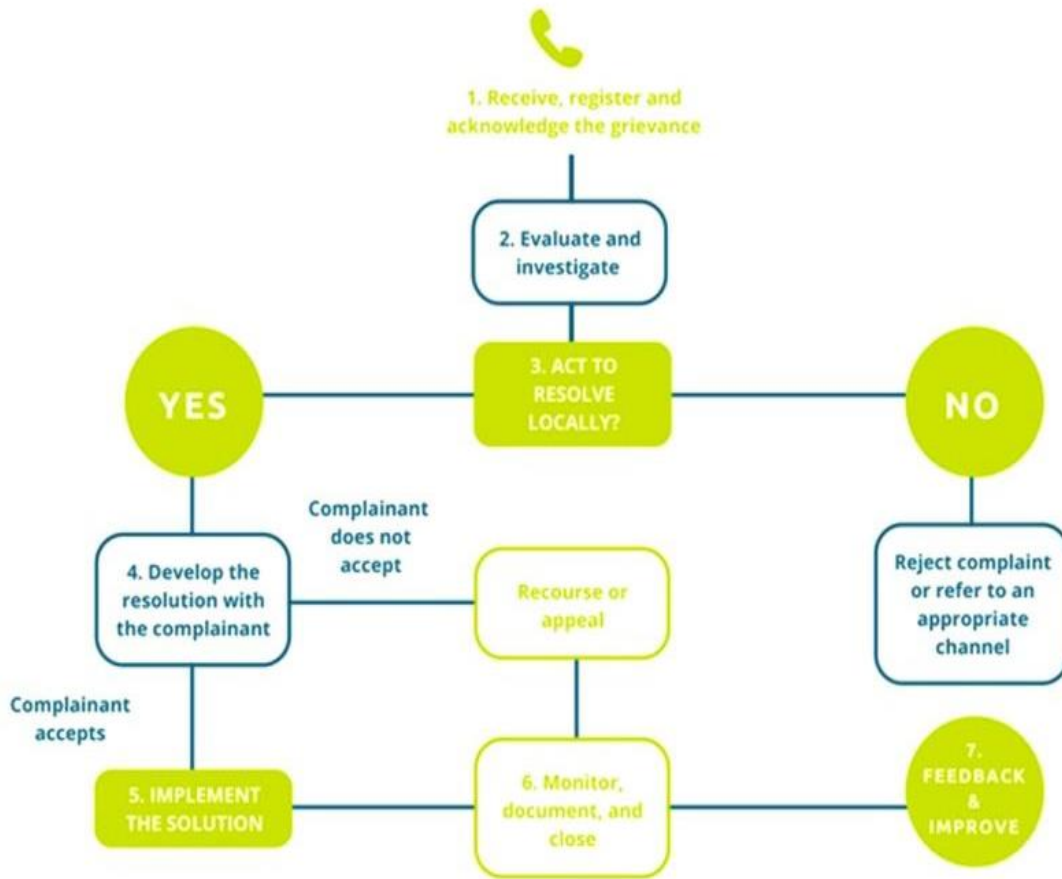 1. Receive, register and
acknowledge the grievance
2. Evaluate and
investigate
3. ACT TO
RESOLVE
LOCALLY?
YES
NO
Complainant
does not
accept
4. Develop the
resolution with
the complainant
Recourse or
appeal
Reject complaint
or refer to an
appropriate
channel
Complainant
accepts
5. IMPLEMENT
THE SOLUTION
6. Monitor,
document, and
close
7.
FEEDBACK
&
IMPROVE